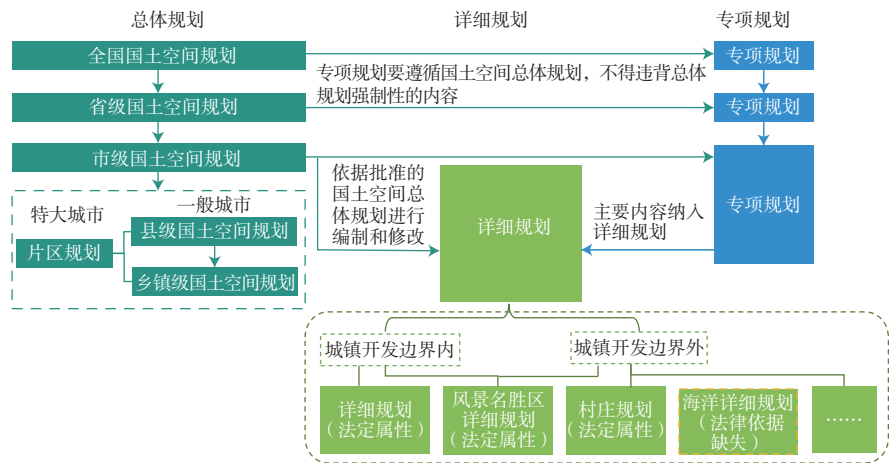 总体规划
详细规划
专项规划
全国国土空间规划
专项规划
专项规划要遵循国土空间总体规划，不得违背总体
规划强制性的内容
省级国土空间规划
专项规划
市级国土空间规划
依据批准的
国土空间总
体规划进行
编制和修改
详细规划
主要内容纳入
详细规划
专项规划
特大城市
一般城市
片区规划
县级国土空间规划
乡镇级国土空间规划
城镇开发边界内
城镇开发边界外
详细规划
（法定属性）
风景名胜区
详细规划
（法定属性）
村庄规划
（法定属性）
海洋详细规划
（法律依据
缺失）
……